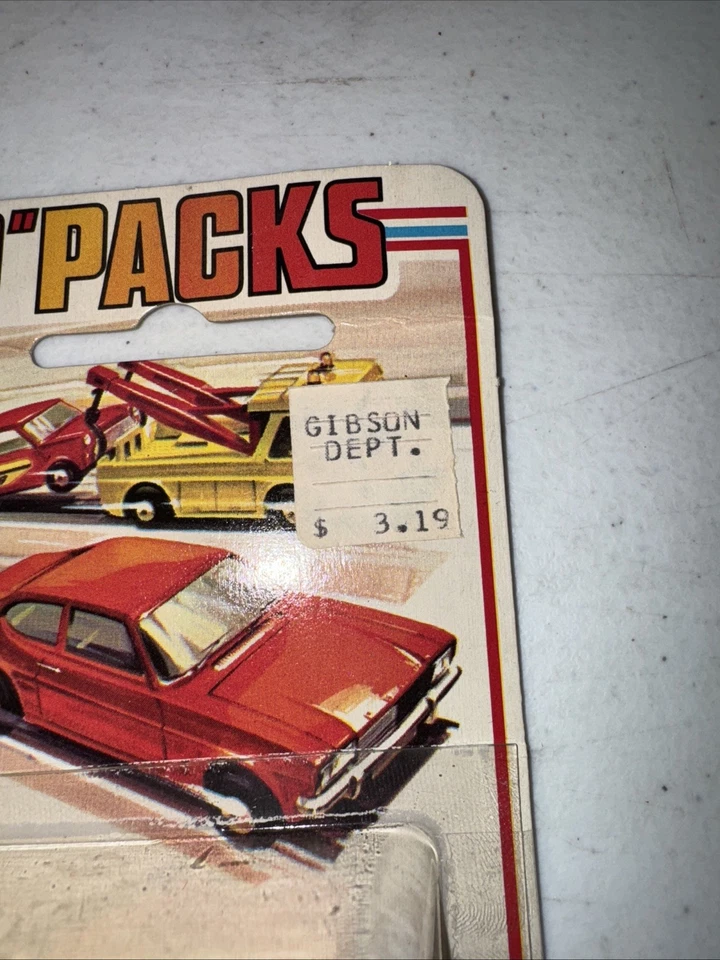 "PACKS
GIBSON
DEPT.
$ 3.19